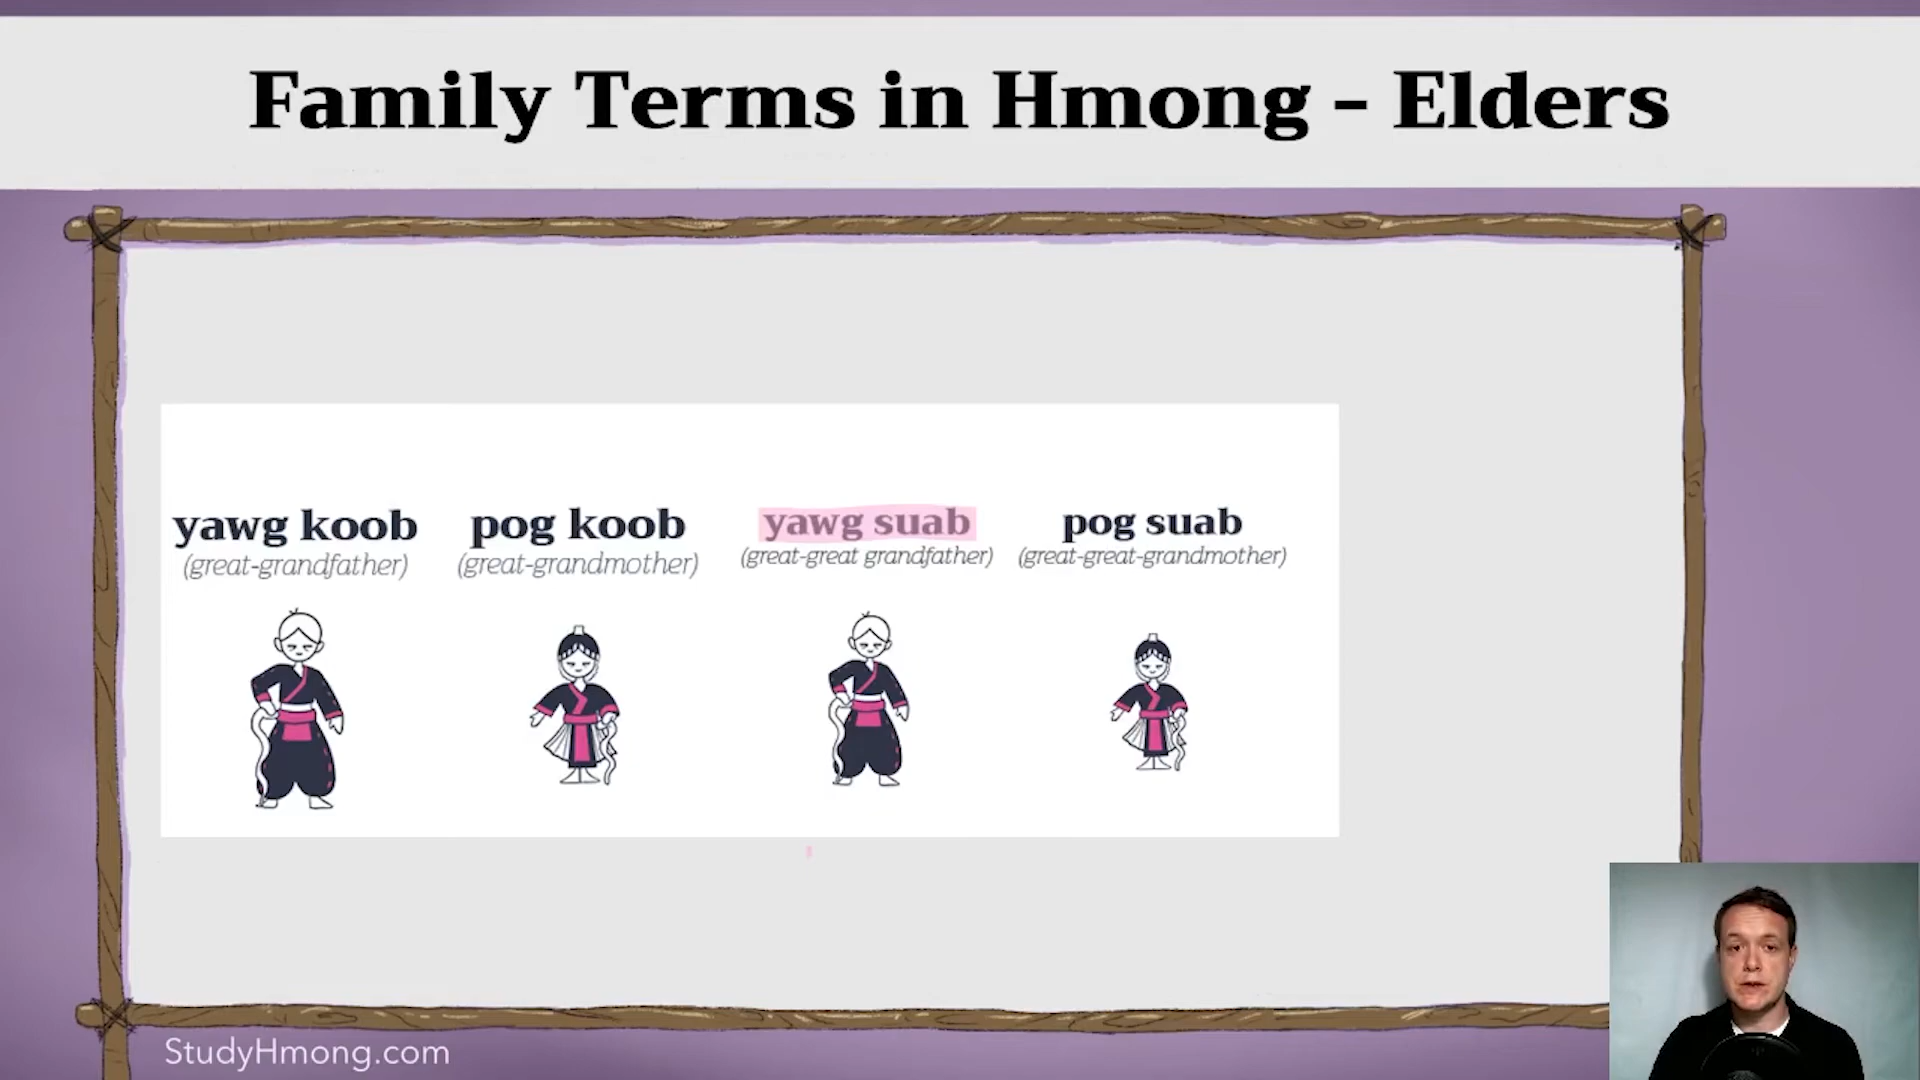 Family Terms in Hmong - Elders
yawg koob
(great-grandfather)
pog koob
(great-grandmother)
yawg suab
(great-great grandfather)
pog suab
(great-great-grandmother)
StudyHmong.com